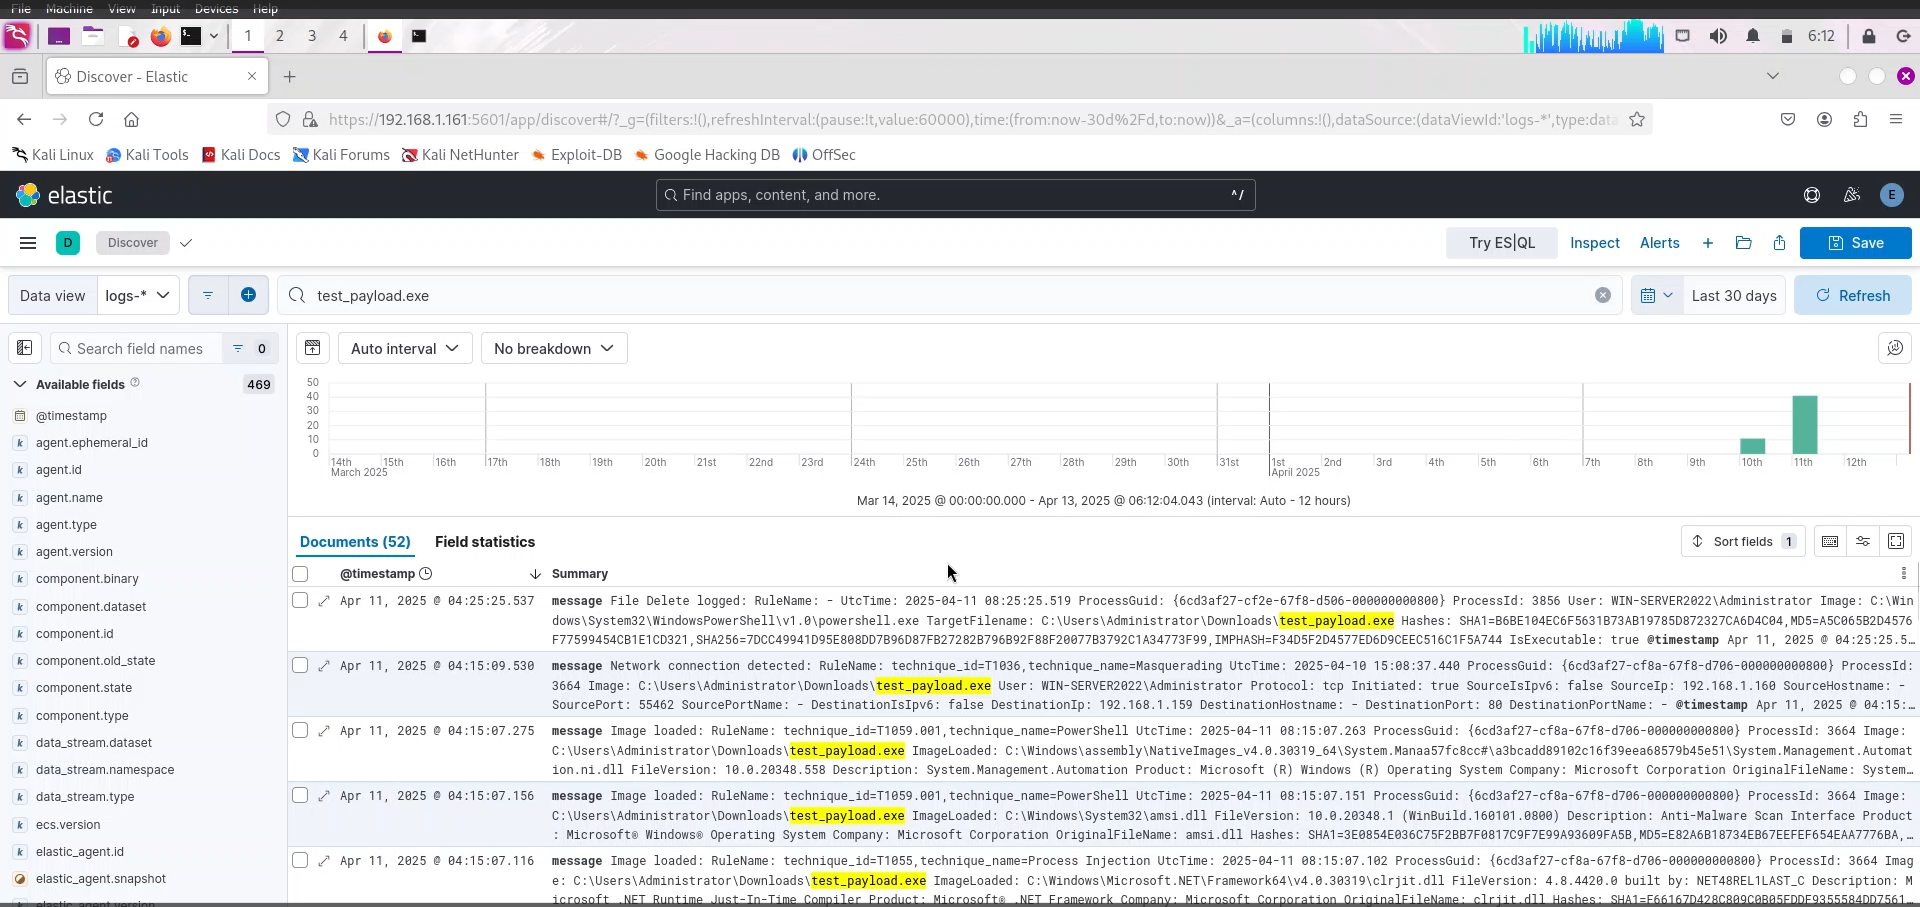 File Machine View Input Devices Help
1 2 3 4 6:12
Discover - Elastic
https://192.168.1.161:5601/app/discover#/?_g=(filters:!(),refreshInterval:(pause:!t,value:60000),time:(from:now-30d%2Fd,to:now))&_a=(columns:!(),dataSource:(dataViewId:'logs-*',type:data
Kali Linux Kali Tools Kali Docs Kali Forums Kali NetHunter Exploit-DB Google Hacking DB OffSec
elastic Find apps, content, and more. ^/ E
D Discover Try ES|QL Inspect Alerts Save
Data view logs-* test_payload.exe Last 30 days Refresh
Search field names 0 Auto interval No breakdown
Available fields 469
@timestamp
agent.ephemeral_id
agent.id
agent.name
agent.type
agent.version
component.binary
component.dataset
component.id
component.old_state
component.state
component.type
data_stream.dataset
data_stream.namespace
data_stream.type
ecs.version
elastic_agent.id
elastic_agent.snapshot
elastic_agent.version
50
40
30
20
10
0
14th 15th 16th 17th 18th 19th 20th 21st 22nd 23rd 24th 25th 26th 27th 28th 29th 30th 31st 1st 2nd 3rd 4th 5th 6th 7th 8th 9th 10th 11th 12th
March 2025 April 2025
Mar 14, 2025 @ 00:00:00.000 - Apr 13, 2025 @ 06:12:04.043 (interval: Auto - 12 hours)
Documents (52) Field statistics Sort fields 1
@timestamp Summary
Apr 11, 2025 @ 04:25:25.537 message File Delete logged: RuleName: - UtcTime: 2025-04-11 08:25:25.519 ProcessGuid: {6cd3af27-cf2e-67f8-d506-000000000800} ProcessId: 3856 User: WIN-SERVER2022\Administrator Image: C:\Win
dows\System32\WindowsPowerShell\v1.0\powershell.exe TargetFilename: C:\Users\Administrator\Downloads\test_payload.exe Hashes: SHA1=B6BE104EC6F5631B73AB19785D872327CA6D4C04,MD5=A5C065B2D4576
F77599454CB1E1CD321,SHA256=7DCC49941D95E808DD7B96D87FB27282B796B92F88F20077B3792C1A34773F99,IMPHASH=F34D5F2D4577ED6D9CEEC516C1F5A744 IsExecutable: true @timestamp Apr 11, 2025 @ 04:25:25.5…
Apr 11, 2025 @ 04:15:09.530 message Network connection detected: RuleName: technique_id=T1036,technique_name=Masquerading UtcTime: 2025-04-10 15:08:37.440 ProcessGuid: {6cd3af27-cf8a-67f8-d706-000000000800} ProcessId:
3664 Image: C:\Users\Administrator\Downloads\test_payload.exe User: WIN-SERVER2022\Administrator Protocol: tcp Initiated: true SourceIsIpv6: false SourceIp: 192.168.1.160 SourceHostname: -
SourcePort: 55462 SourcePortName: - DestinationIsIpv6: false DestinationIp: 192.168.1.159 DestinationHostname: - DestinationPort: 80 DestinationPortName: - @timestamp Apr 11, 2025 @ 04:15:…
Apr 11, 2025 @ 04:15:07.275 message Image loaded: RuleName: technique_id=T1059.001,technique_name=PowerShell UtcTime: 2025-04-11 08:15:07.263 ProcessGuid: {6cd3af27-cf8a-67f8-d706-000000000800} ProcessId: 3664 Image:
C:\Users\Administrator\Downloads\test_payload.exe ImageLoaded: C:\Windows\assembly\NativeImages_v4.0.30319_64\System.Manaa57fc8cc#\a3bcadd89102c16f39eea68579b45e51\System.Management.Automat
ion.ni.dll FileVersion: 10.0.20348.558 Description: System.Management.Automation Product: Microsoft (R) Windows (R) Operating System Company: Microsoft Corporation OriginalFileName: System…
Apr 11, 2025 @ 04:15:07.156 message Image loaded: RuleName: technique_id=T1059.001,technique_name=PowerShell UtcTime: 2025-04-11 08:15:07.151 ProcessGuid: {6cd3af27-cf8a-67f8-d706-000000000800} ProcessId: 3664 Image:
C:\Users\Administrator\Downloads\test_payload.exe ImageLoaded: C:\Windows\System32\amsi.dll FileVersion: 10.0.20348.1 (WinBuild.160101.0800) Description: Anti-Malware Scan Interface Product
: Microsoft® Windows® Operating System Company: Microsoft Corporation OriginalFileName: amsi.dll Hashes: SHA1=3E0854E036C75F2BB7F0817C9F7E99A93609FA5B,MD5=E82A6B18734EB67EEFEF654EAA7776BA,…
Apr 11, 2025 @ 04:15:07.116 message Image loaded: RuleName: technique_id=T1055,technique_name=Process Injection UtcTime: 2025-04-11 08:15:07.102 ProcessGuid: {6cd3af27-cf8a-67f8-d706-000000000800} ProcessId: 3664 Imag
e: C:\Users\Administrator\Downloads\test_payload.exe ImageLoaded: C:\Windows\Microsoft.NET\Framework64\v4.0.30319\clrjit.dll FileVersion: 4.8.4420.0 built by: NET48REL1LAST_C Description: M
icrosoft .NET Runtime Just-In-Time Compiler Product: Microsoft® .NET Framework Company: Microsoft Corporation OriginalFileName: clrjit.dll Hashes: